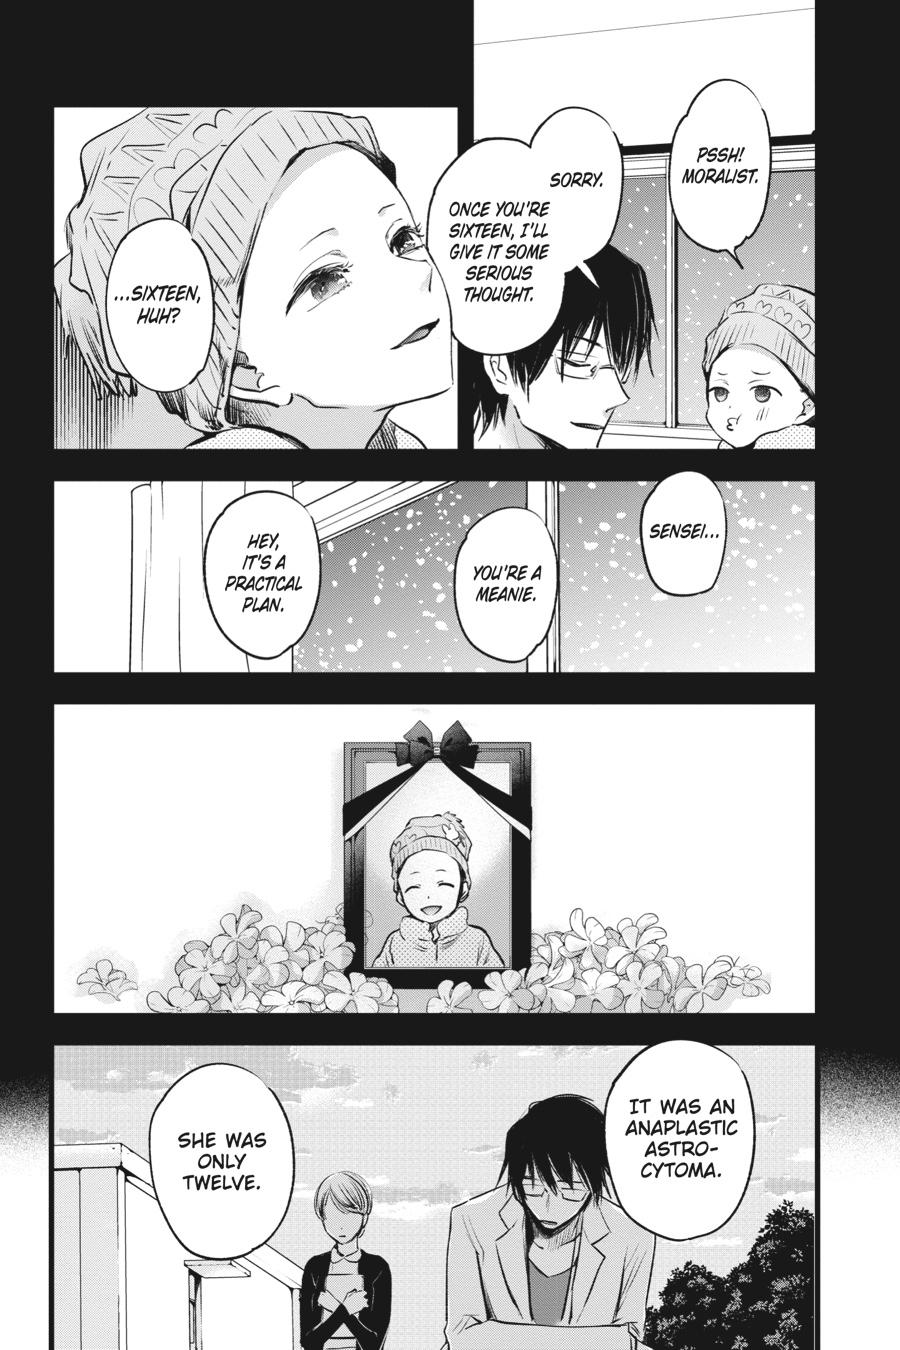 PSSH!
MORALIST.
SORRY.
ONCE YOU'RE
SIXTEEN, I'LL
GIVE IT SOME
SERIOUS
THOUGHT.
...SIXTEEN,
HUH?
SENSEI...
YOU'RE A
MEANIE.
HEY,
IT'S A
PRACTICAL
PLAN.
IT WAS AN
ANAPLASTIC
ASTRO-
CYTOMA.
SHE WAS
ONLY
TWELVE.